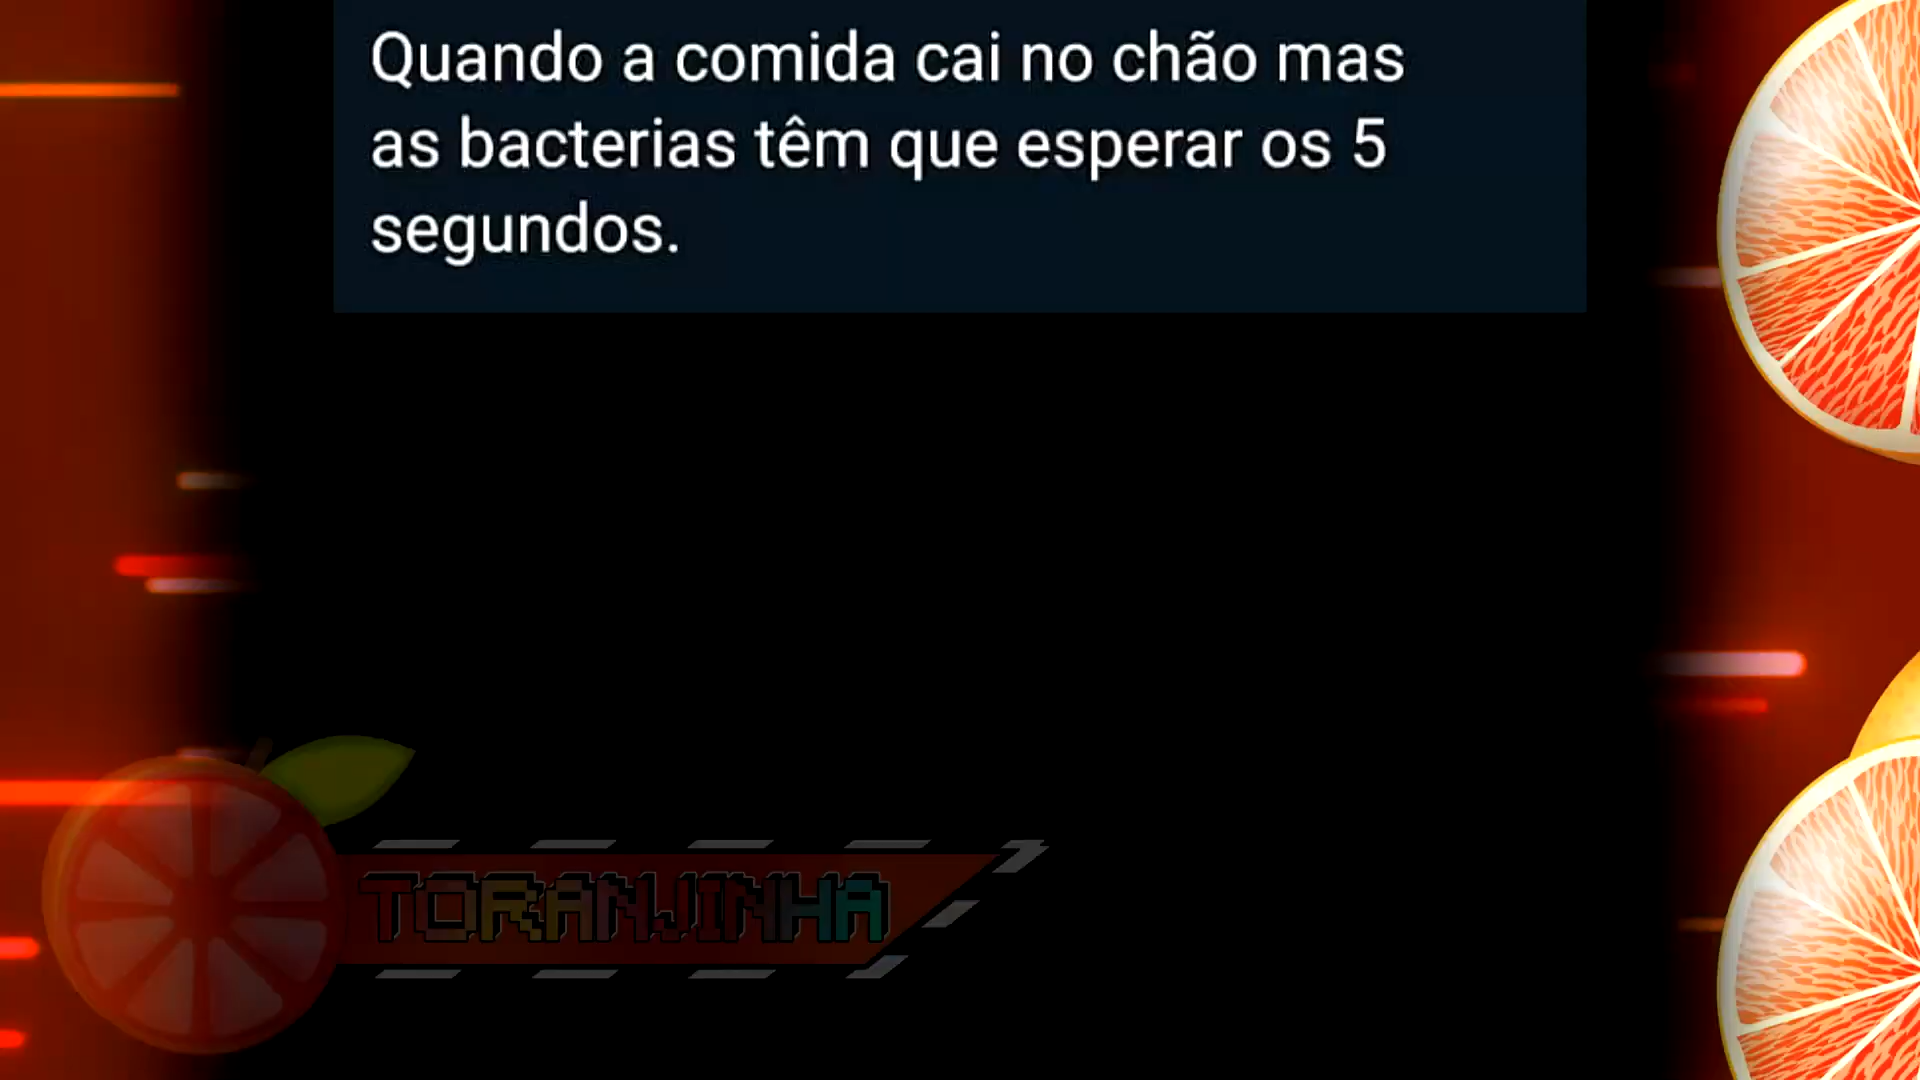 Quando a comida cai no chão mas
as bacterias têm que esperar os 5
segundos.
TORANJINHA